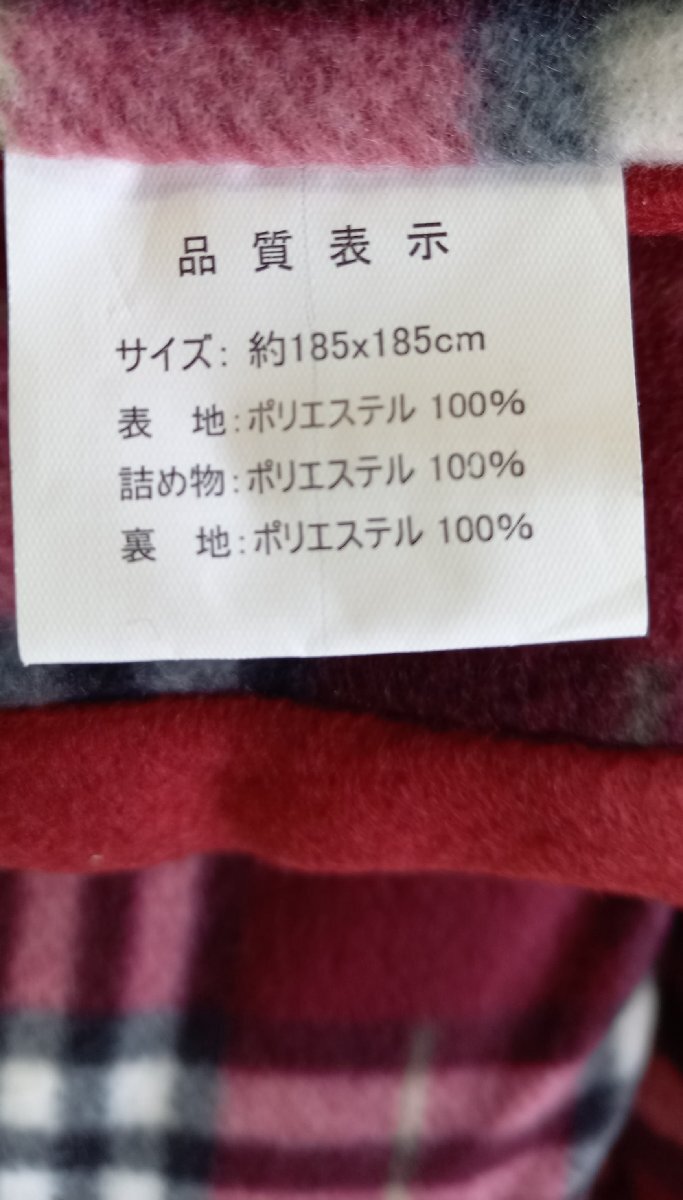 品質表示
サイズ: 約185x185cm
表　地:ポリエステル 100%
詰め物:ポリエステル 100%
裏　地:ポリエステル 100%